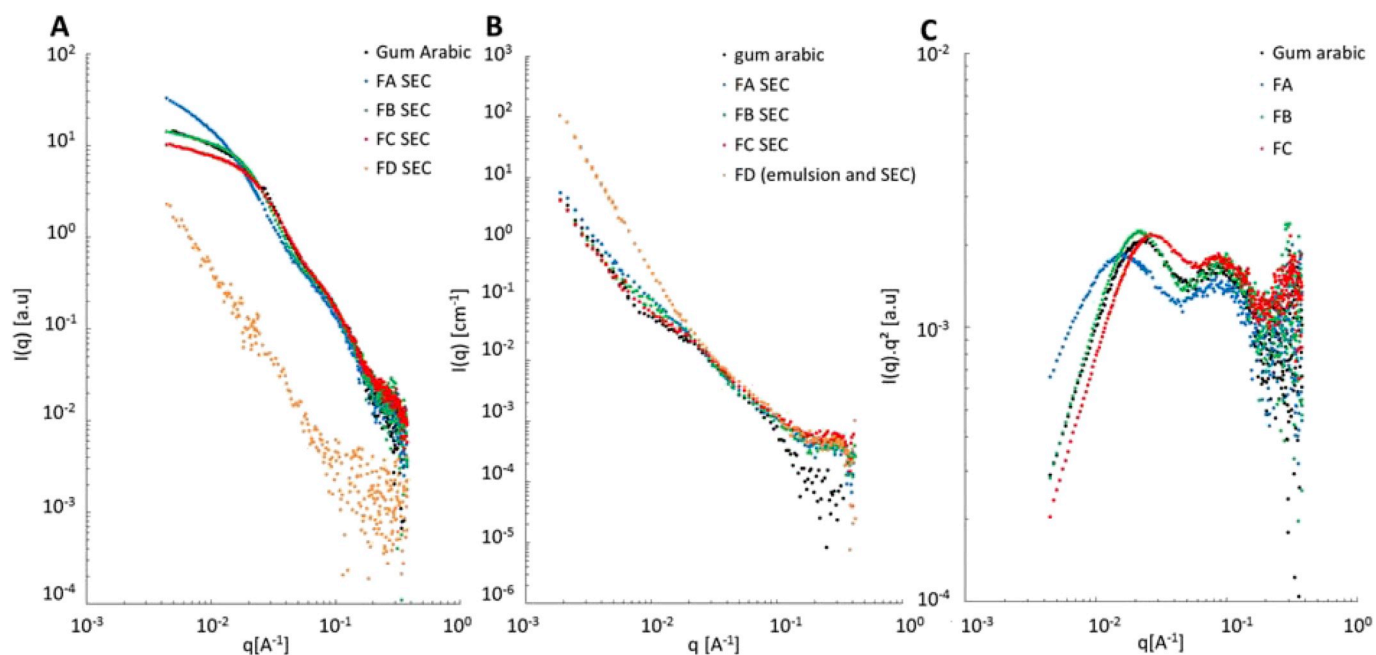 A
I(q) [a.u]
10²
10¹
10⁰
10⁻¹
10⁻²
10⁻³
10⁻⁴
Gum Arabic
FA SEC
FB SEC
FC SEC
FD SEC
10⁻³
10⁻²
10⁻¹
10⁰
q[A⁻¹]
B
I(q) [cm⁻¹]
10³
10²
10¹
10⁰
10⁻¹
10⁻²
10⁻³
10⁻⁴
10⁻⁵
10⁻⁶
gum arabic
FA SEC
FB SEC
FC SEC
FD (emulsion and SEC)
10⁻³
10⁻²
10⁻¹
10⁰
q [A⁻¹]
C
I(q).q² [a.u]
10⁻²
10⁻³
10⁻⁴
Gum arabic
FA
FB
FC
10⁻³
10⁻²
10⁻¹
10⁰
q[A⁻¹]